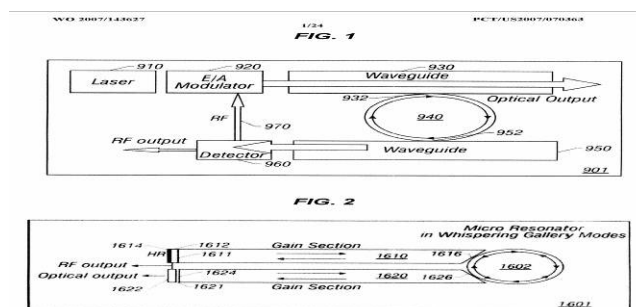 WO 2007/143627 PCT/US2007/070363
1/24
FIG. 1
910 920 930
Laser E/A Modulator Waveguide
932 Optical Output
RF 970 940
RF output 952
Detector Waveguide 950
960 901
FIG. 2
Micro Resonator
in Whispering Gallery Modes
1614 1612 Gain Section
HR 1611 1610 1616
RF output 1602
Optical output 1624 1620 1626
1622 1621 Gain Section
1601